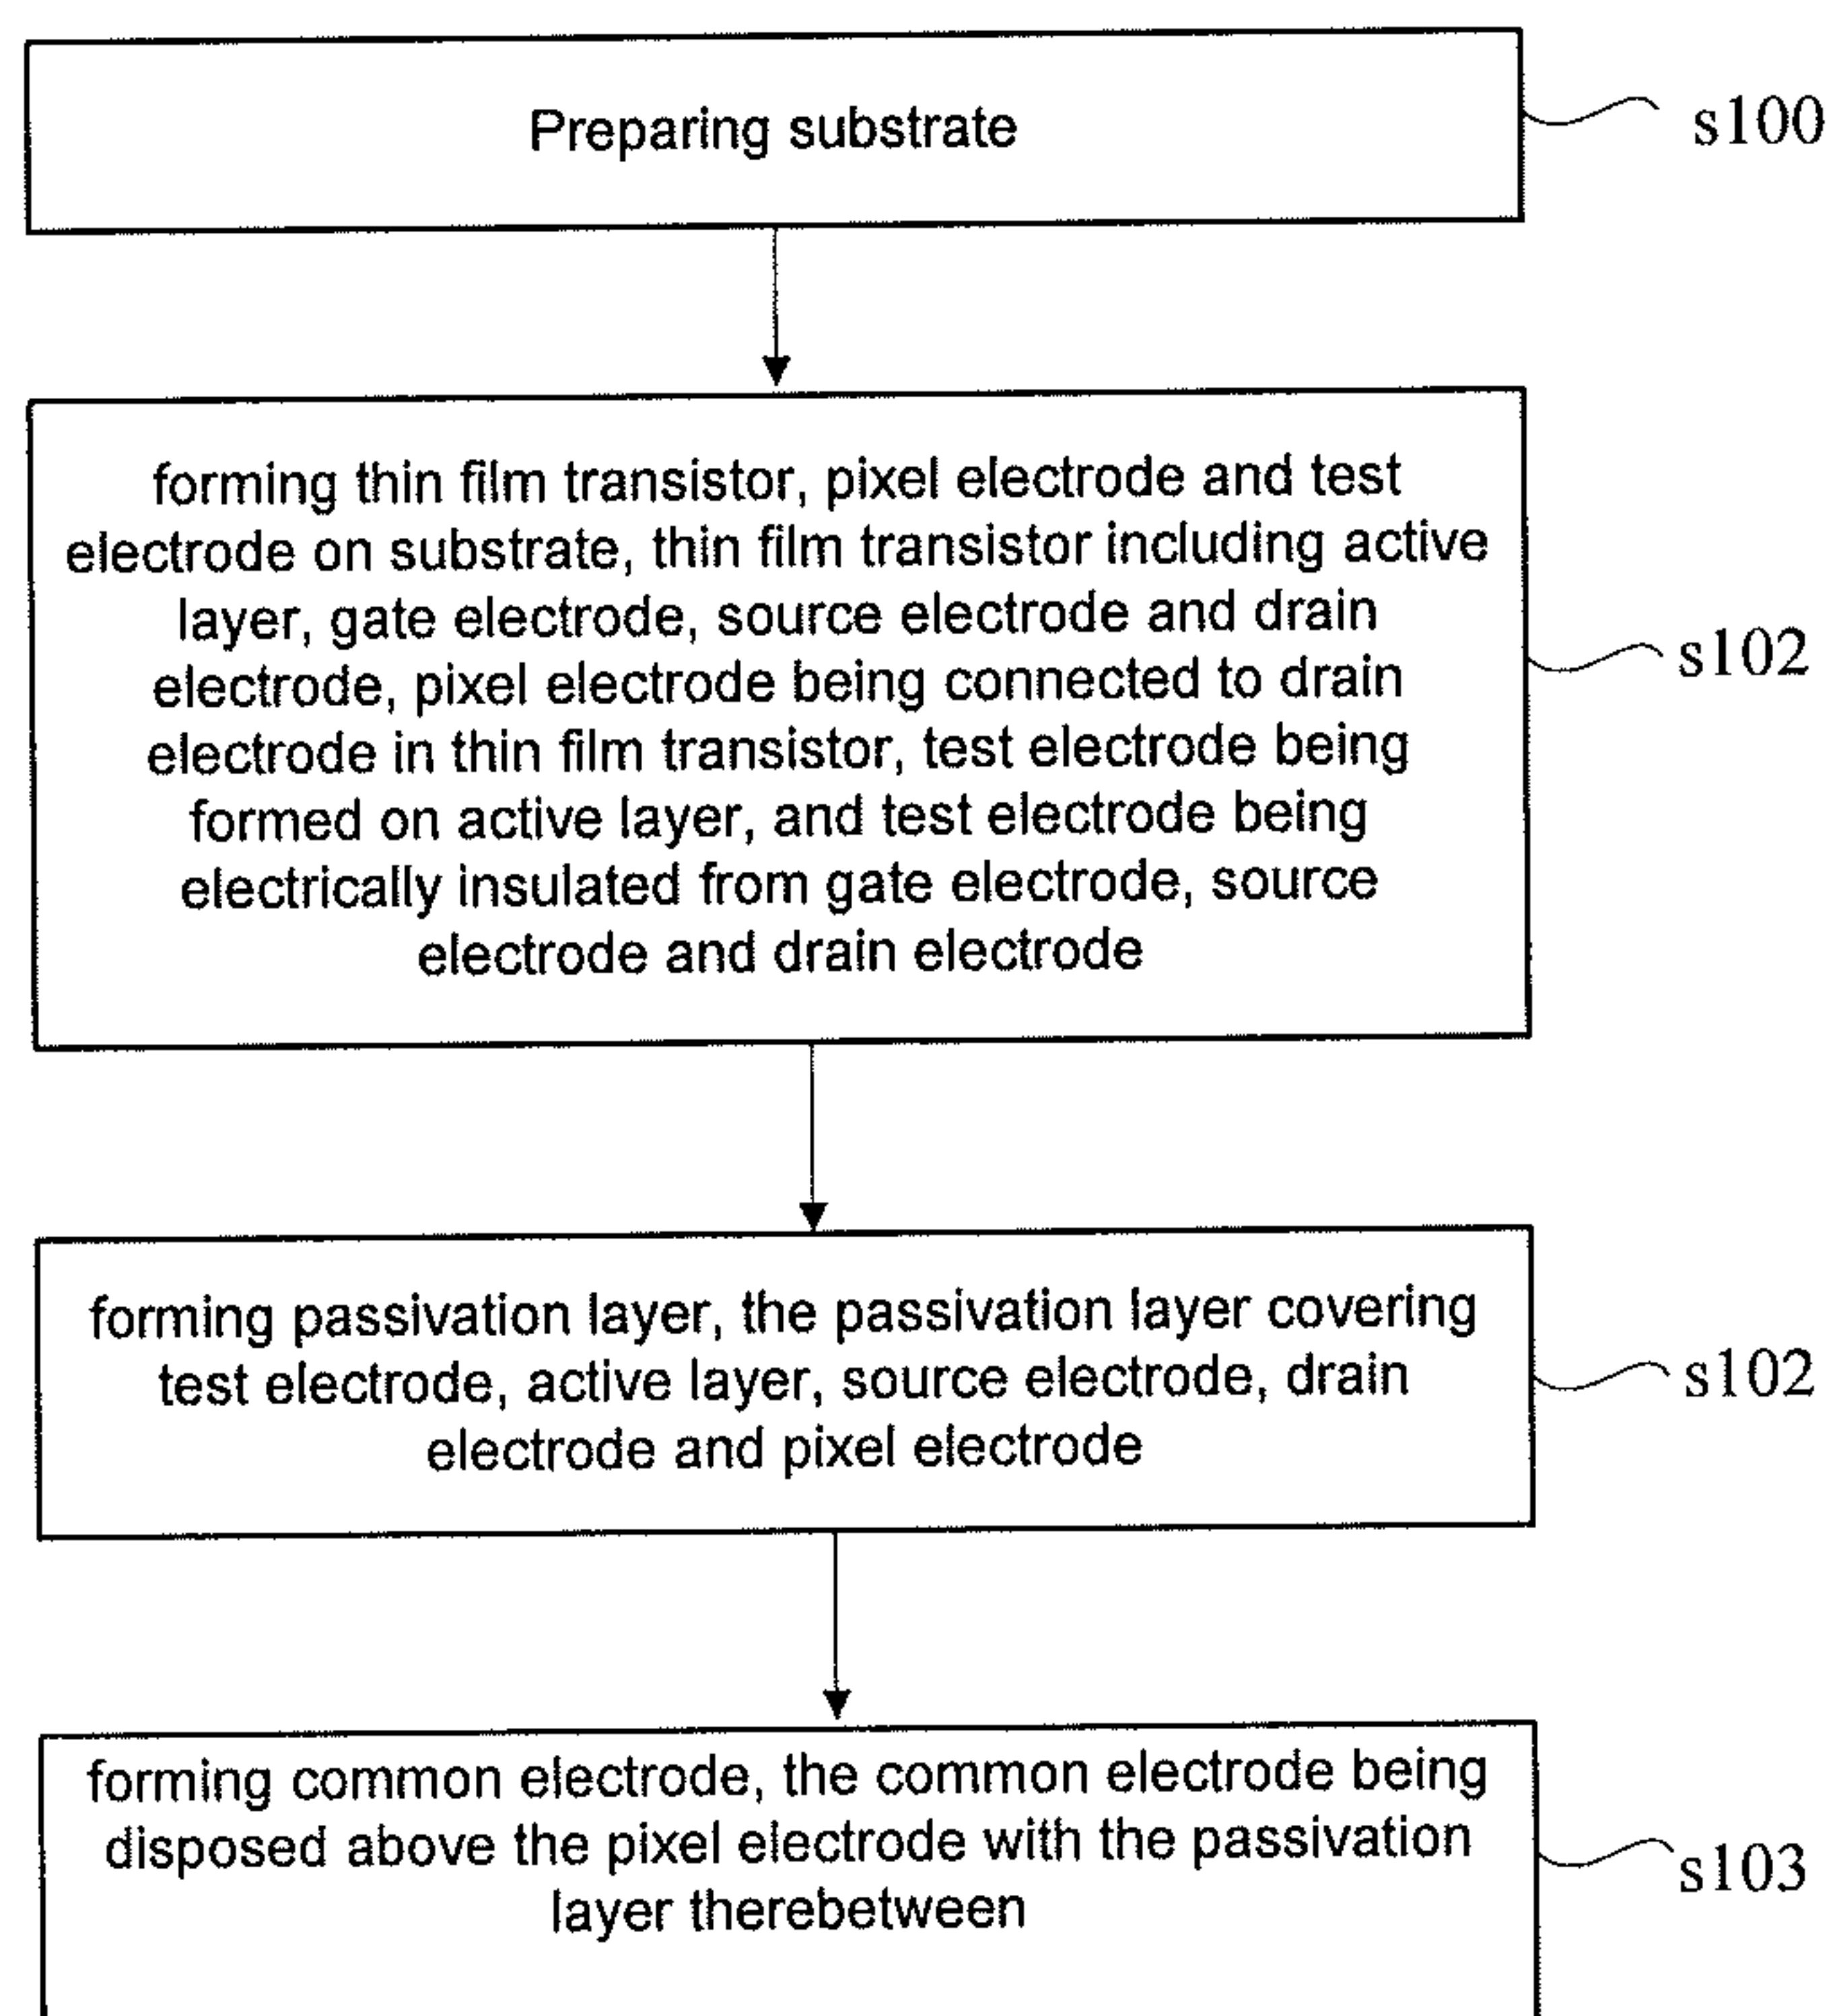 Preparing substrate
s100
forming thin film transistor, pixel electrode and test
electrode on substrate, thin film transistor including active
layer, gate electrode, source electrode and drain
electrode, pixel electrode being connected to drain
electrode in thin film transistor, test electrode being
formed on active layer, and test electrode being
electrically insulated from gate electrode, source
electrode and drain electrode
s102
forming passivation layer, the passivation layer covering
test electrode, active layer, source electrode, drain
electrode and pixel electrode
s102
forming common electrode, the common electrode being
disposed above the pixel electrode with the passivation
layer therebetween
s103